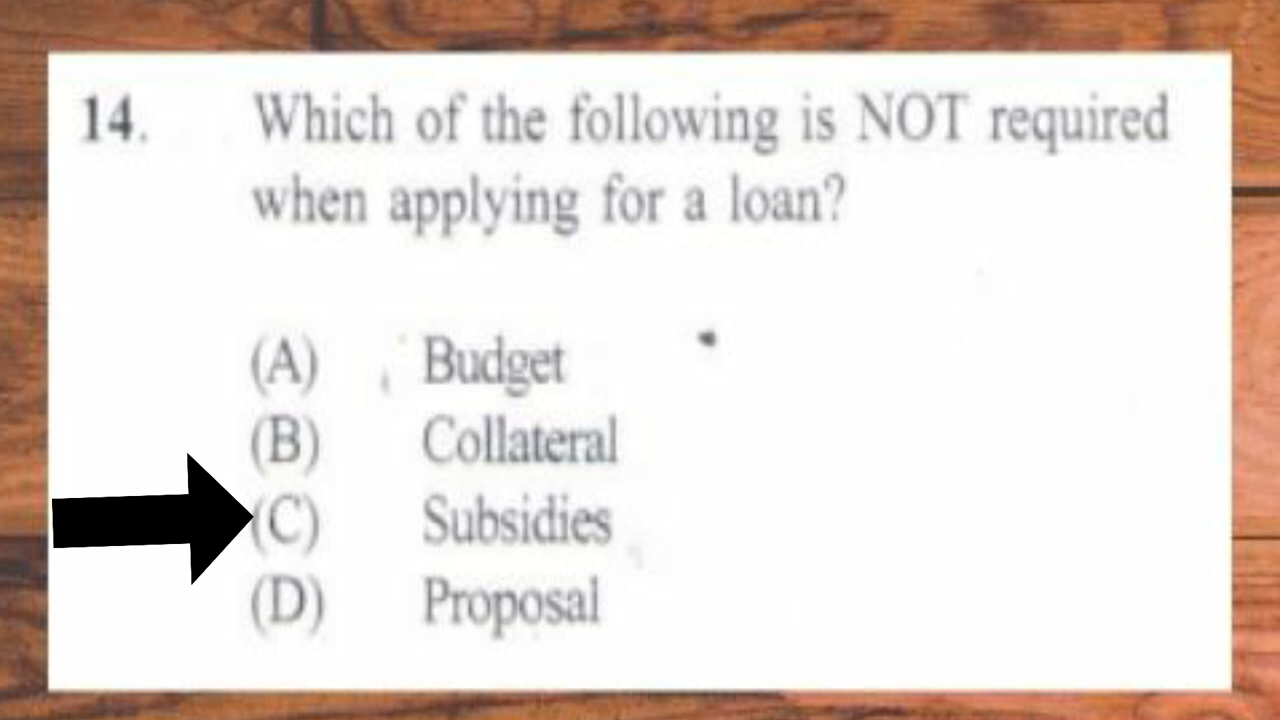 14. Which of the following is NOT required
when applying for a loan?
(A) Budget
(B) Collateral
(C) Subsidies
(D) Proposal